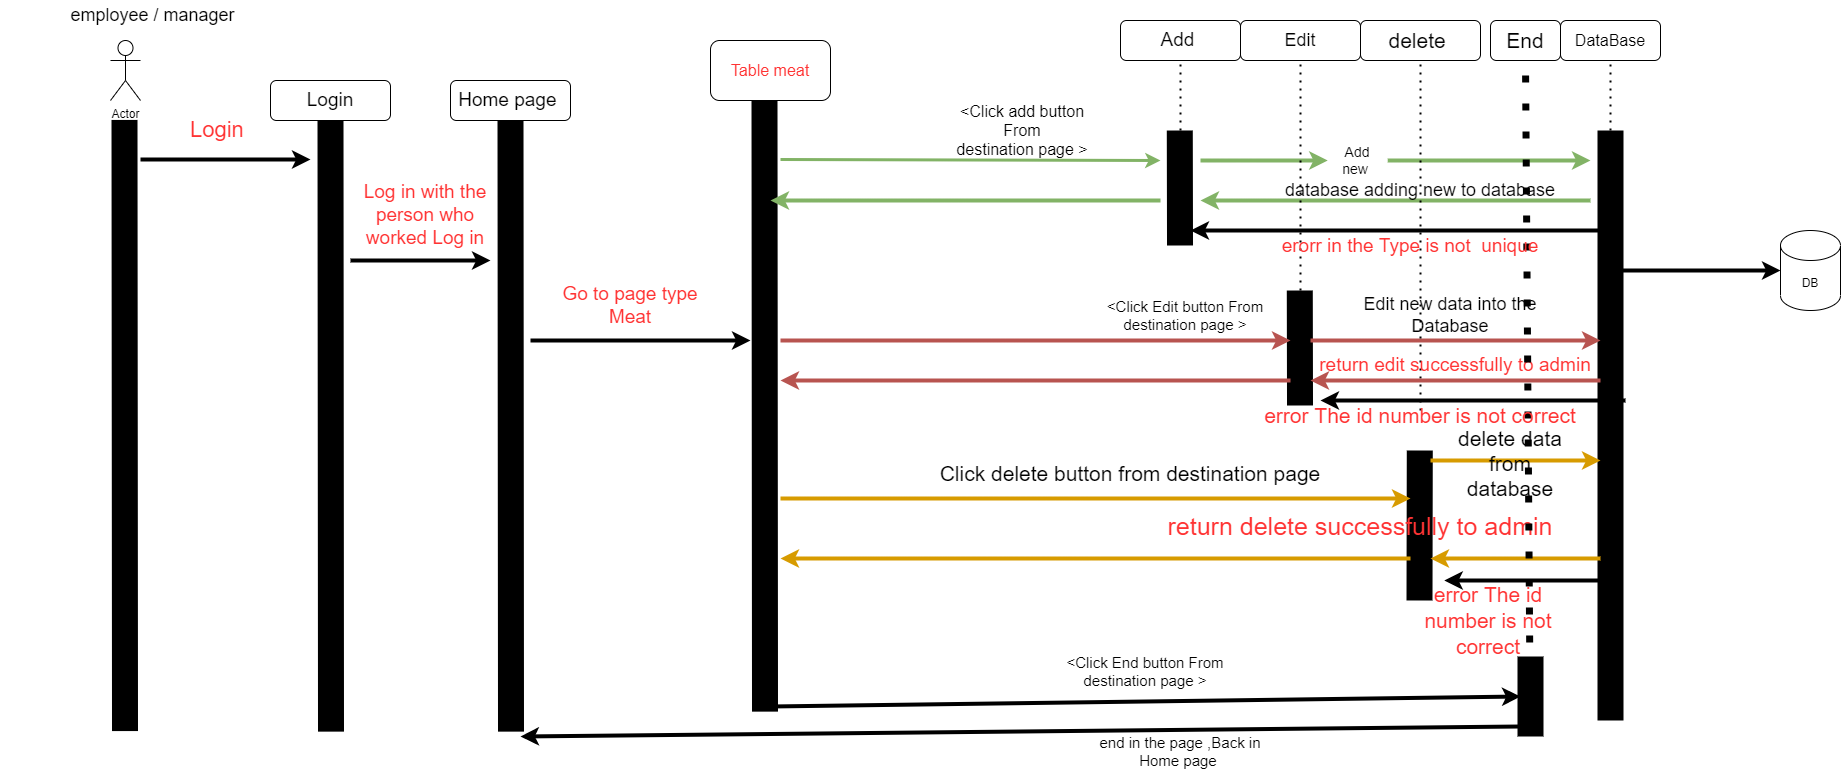 employee / manager
Actor
Login
Login
Home page
Log in with the
person who
worked Log in
Go to page type
Meat
Table meat
Add
Edit
delete
End
DataBase
<Click add button
From
destination page >
Add
new
database adding new to database
erorr in the Type is not unique
DB
<Click Edit button From
destination page >
Edit new data into the
Database
return edit successfully to admin
error The id number is not correct
delete data
from
database
Click delete button from destination page
return delete successfully to admin
error The id
number is not
correct
<Click End button From
destination page >
end in the page ,Back in
Home page